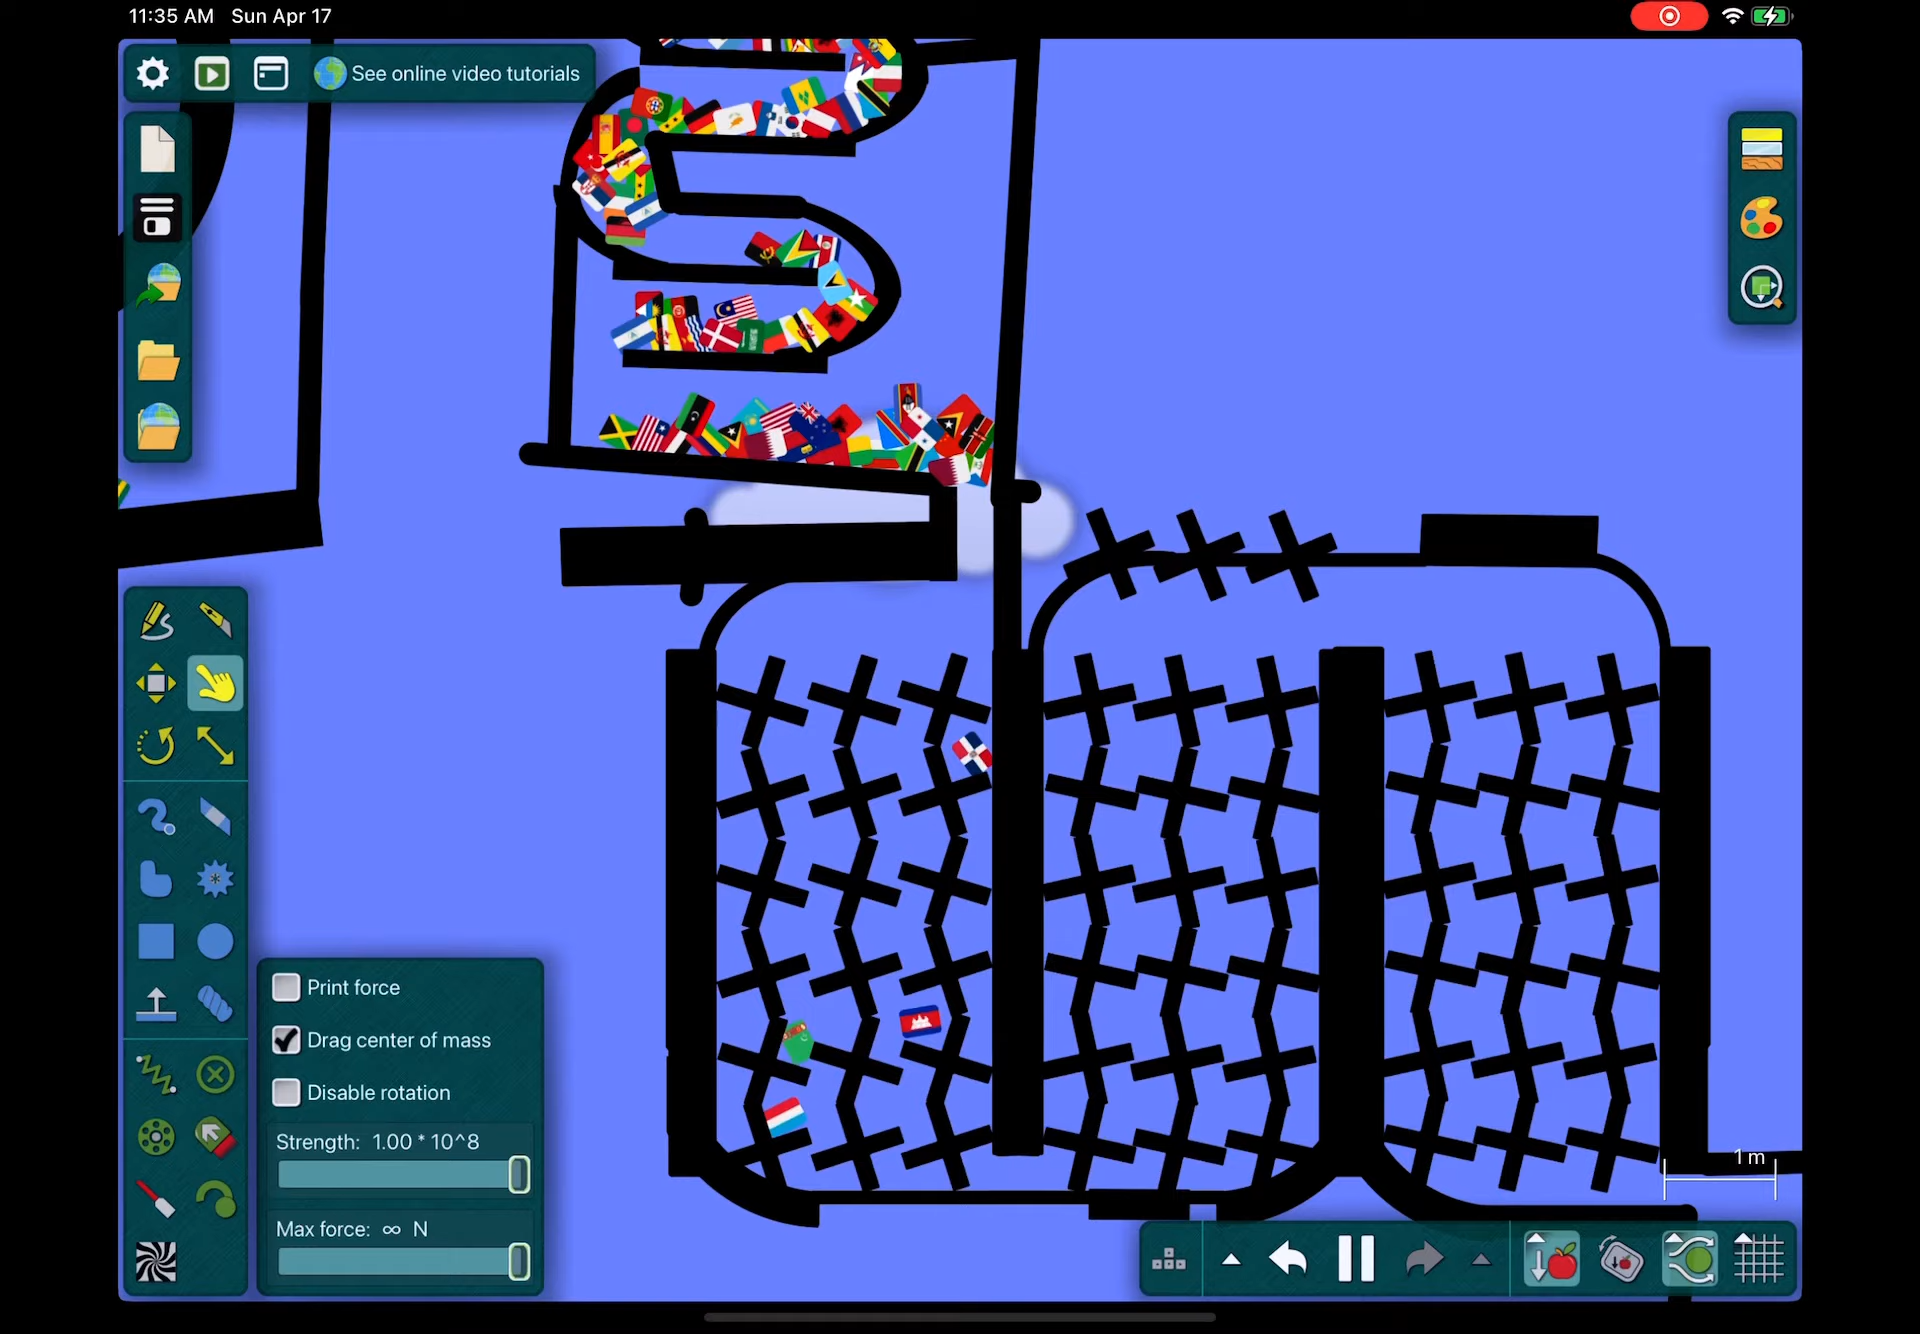 11:35 AM Sun Apr 17
See online video tutorials
Print force
Drag center of mass
Disable rotation
Strength: 1.00 * 10^8
Max force: ∞ N
1 m